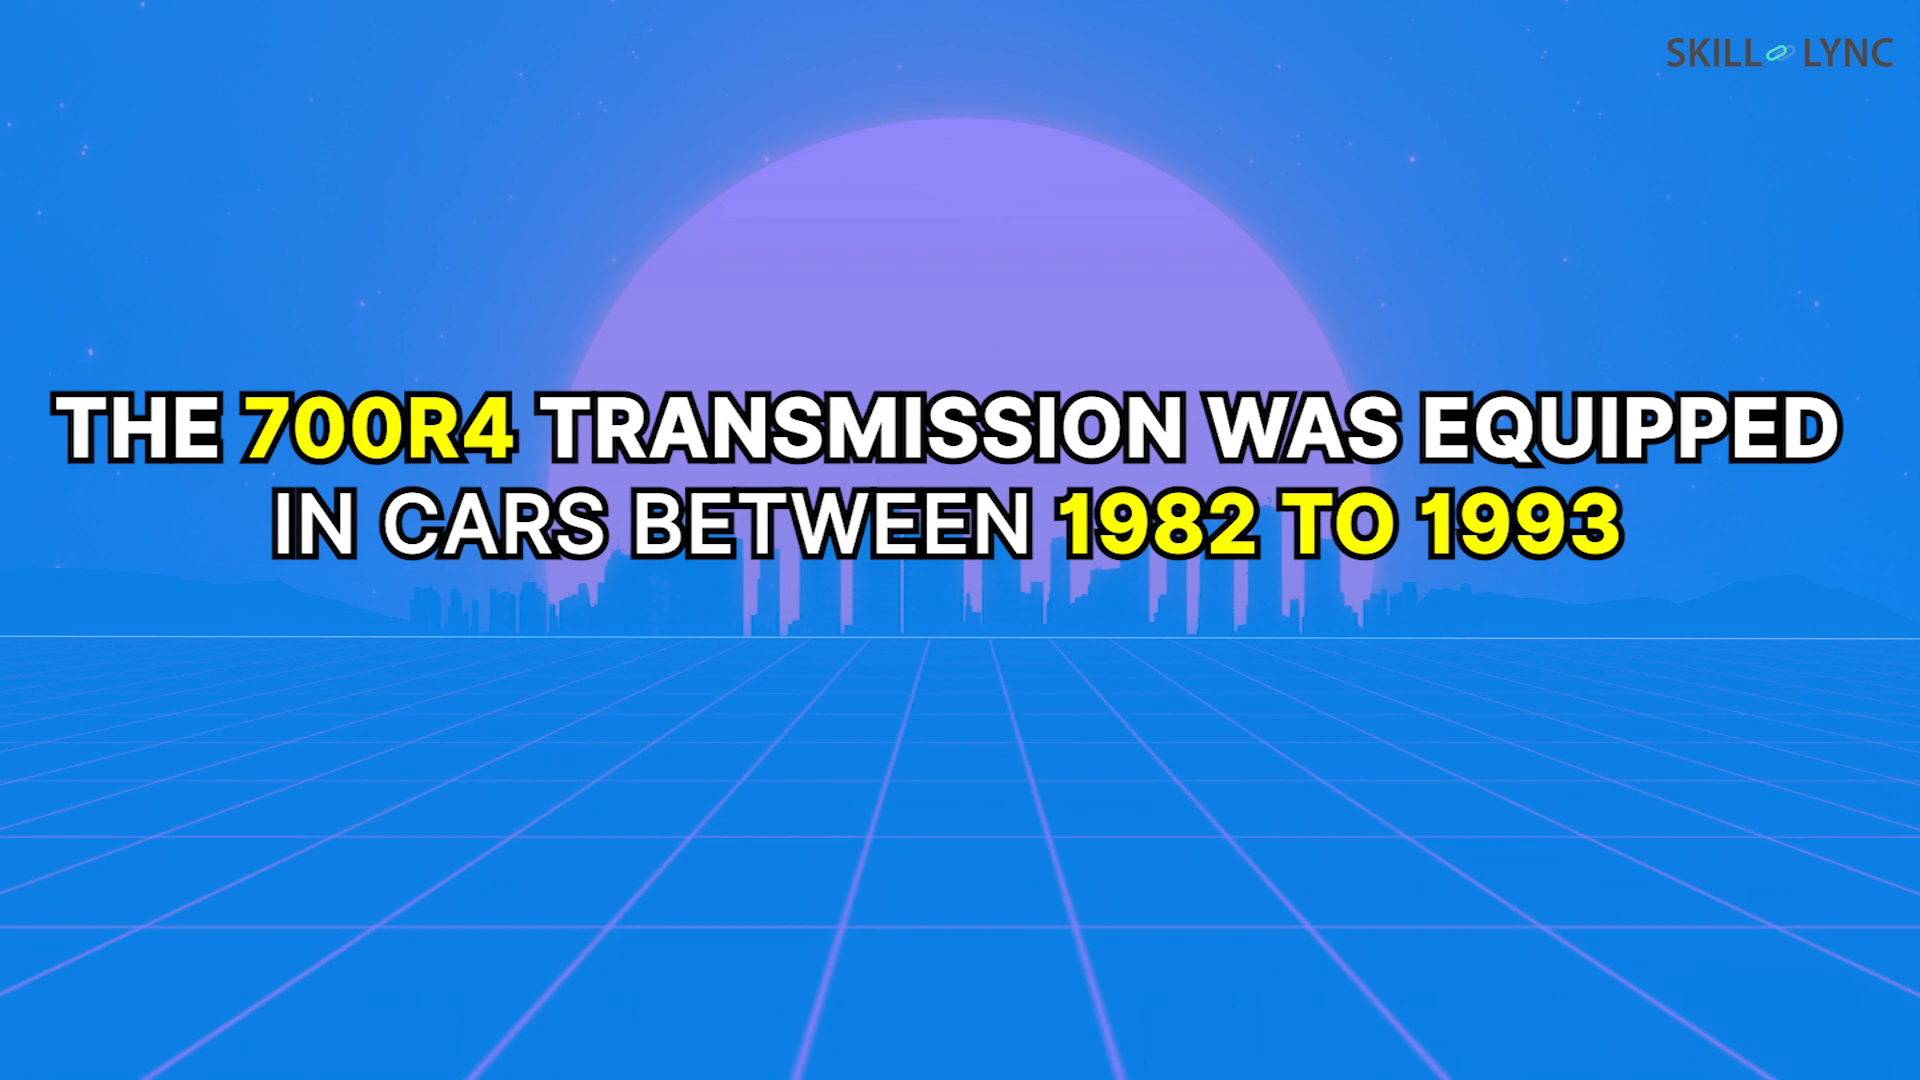 SKILL LYNC
THE 700R4 TRANSMISSION WAS EQUIPPED
IN CARS BETWEEN 1982 TO 1993